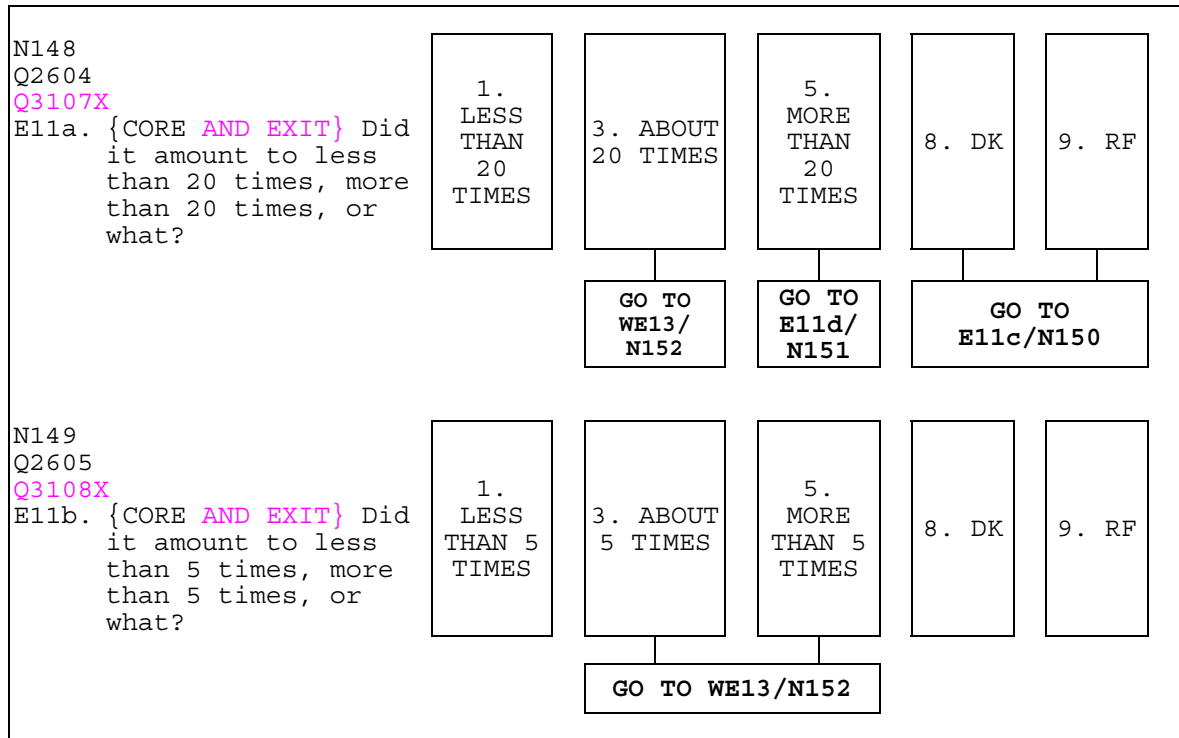 N148
Q2604
Q3107X
E11a. {CORE AND EXIT} Did
it amount to less
than 20 times, more
than 20 times, or
what?
1.
LESS
THAN
20
TIMES
3. ABOUT
20 TIMES
5.
MORE
THAN
20
TIMES
8. DK
9. RF
GO TO
WE13/
N152
GO TO
E11d/
N151
GO TO
E11c/N150
N149
Q2605
Q3108X
E11b. {CORE AND EXIT} Did
it amount to less
than 5 times, more
than 5 times, or
what?
1.
LESS
THAN 5
TIMES
3. ABOUT
5 TIMES
5.
MORE
THAN 5
TIMES
8. DK
9. RF
GO TO WE13/N152